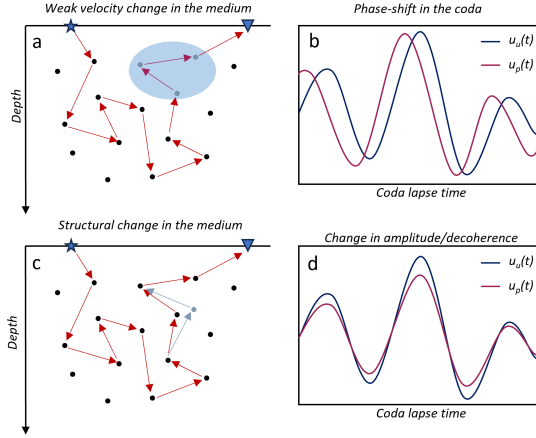 Weak velocity change in the medium
Phase-shift in the coda
a
b
u_u(t)
u_p(t)
Depth
Coda lapse time
Structural change in the medium
Change in amplitude/decoherence
c
d
u_u(t)
u_p(t)
Depth
Coda lapse time